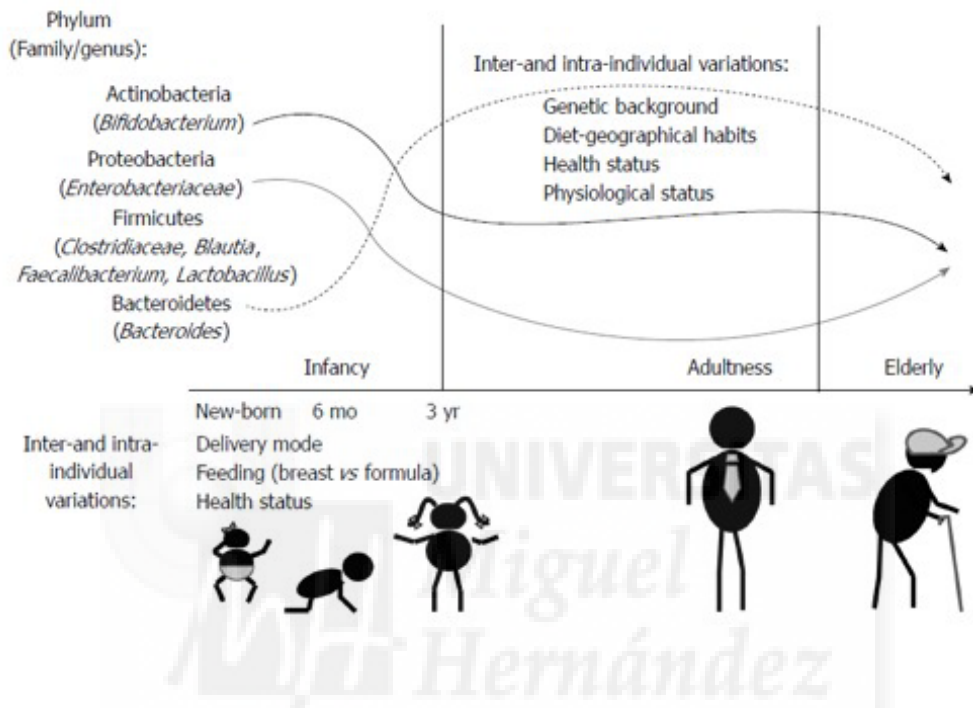 Phylum
(Family/genus):
Actinobacteria
(Bifidobacterium)
Proteobacteria
(Enterobacteriaceae)
Firmicutes
(Clostridiaceae, Blautia,
Faecalibacterium, Lactobacillus)
Bacteroidetes
(Bacteroides)
Inter-and intra-individual variations:
Genetic background
Diet-geographical habits
Health status
Physiological status
Infancy
Adultness
Elderly
New-born
6 mo
3 yr
Inter-and intra-
individual
variations:
Delivery mode
Feeding (breast vs formula)
Health status
UNIVERSITAS
Miguel
Hernández